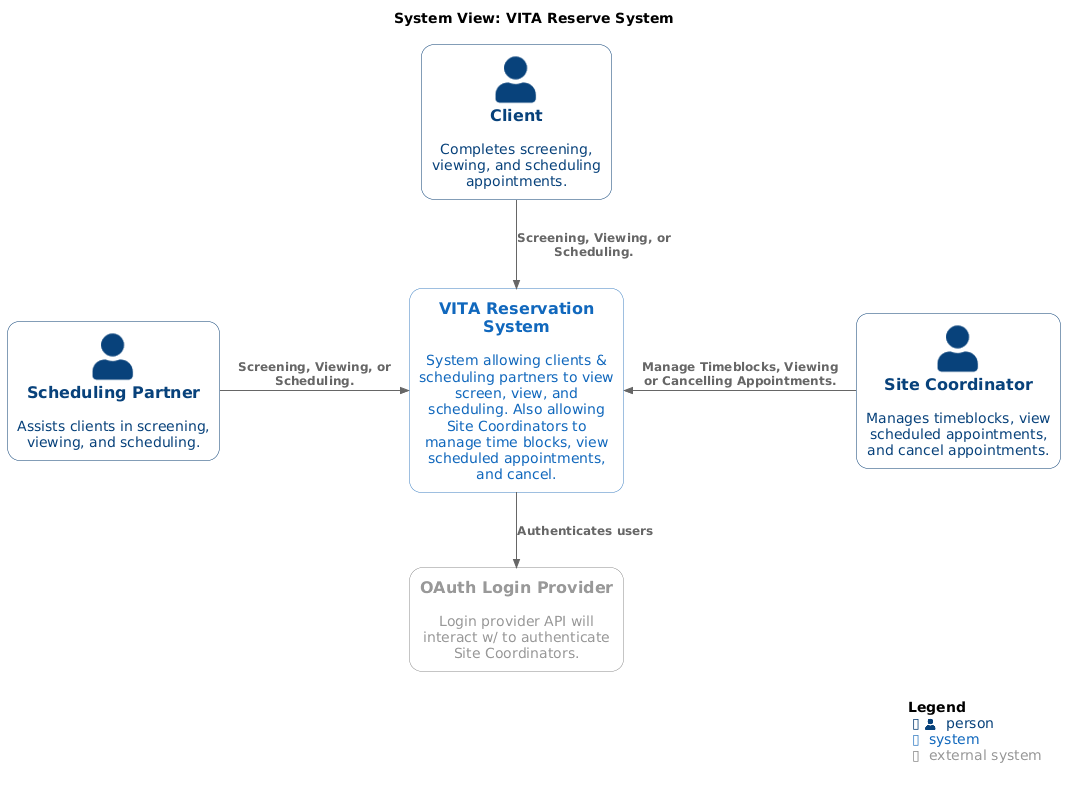 System View: VITA Reserve System
Client
Completes screening,
viewing, and scheduling
appointments.
Screening, Viewing, or
Scheduling.
Scheduling Partner
Assists clients in screening,
viewing, and scheduling.
Screening, Viewing, or
Scheduling.
VITA Reservation
System
System allowing clients &
scheduling partners to view
screen, view, and
scheduling. Also allowing
Site Coordinators to
manage time blocks, view
scheduled appointments,
and cancel.
Manage Timeblocks, Viewing
or Cancelling Appointments.
Site Coordinator
Manages timeblocks, view
scheduled appointments,
and cancel appointments.
Authenticates users
OAuth Login Provider
Login provider API will
interact w/ to authenticate
Site Coordinators.
Legend
person
system
external system